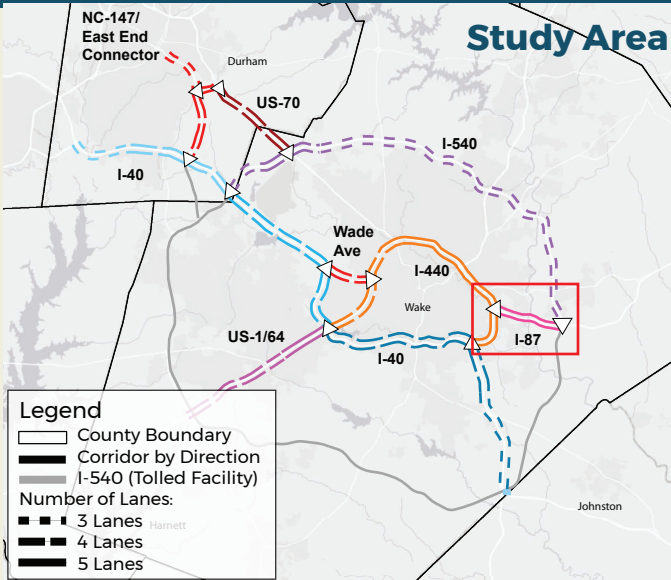 Study Area
NC-147/
East End
Connector
Durham
US-70
I-540
I-40
Wade
Ave
I-440
Wake
US-1/64
I-40
I-87
Legend
County Boundary
Corridor by Direction
I-540 (Tolled Facility)
Number of Lanes:
3 Lanes
Harnett
4 Lanes
5 Lanes
Johnston